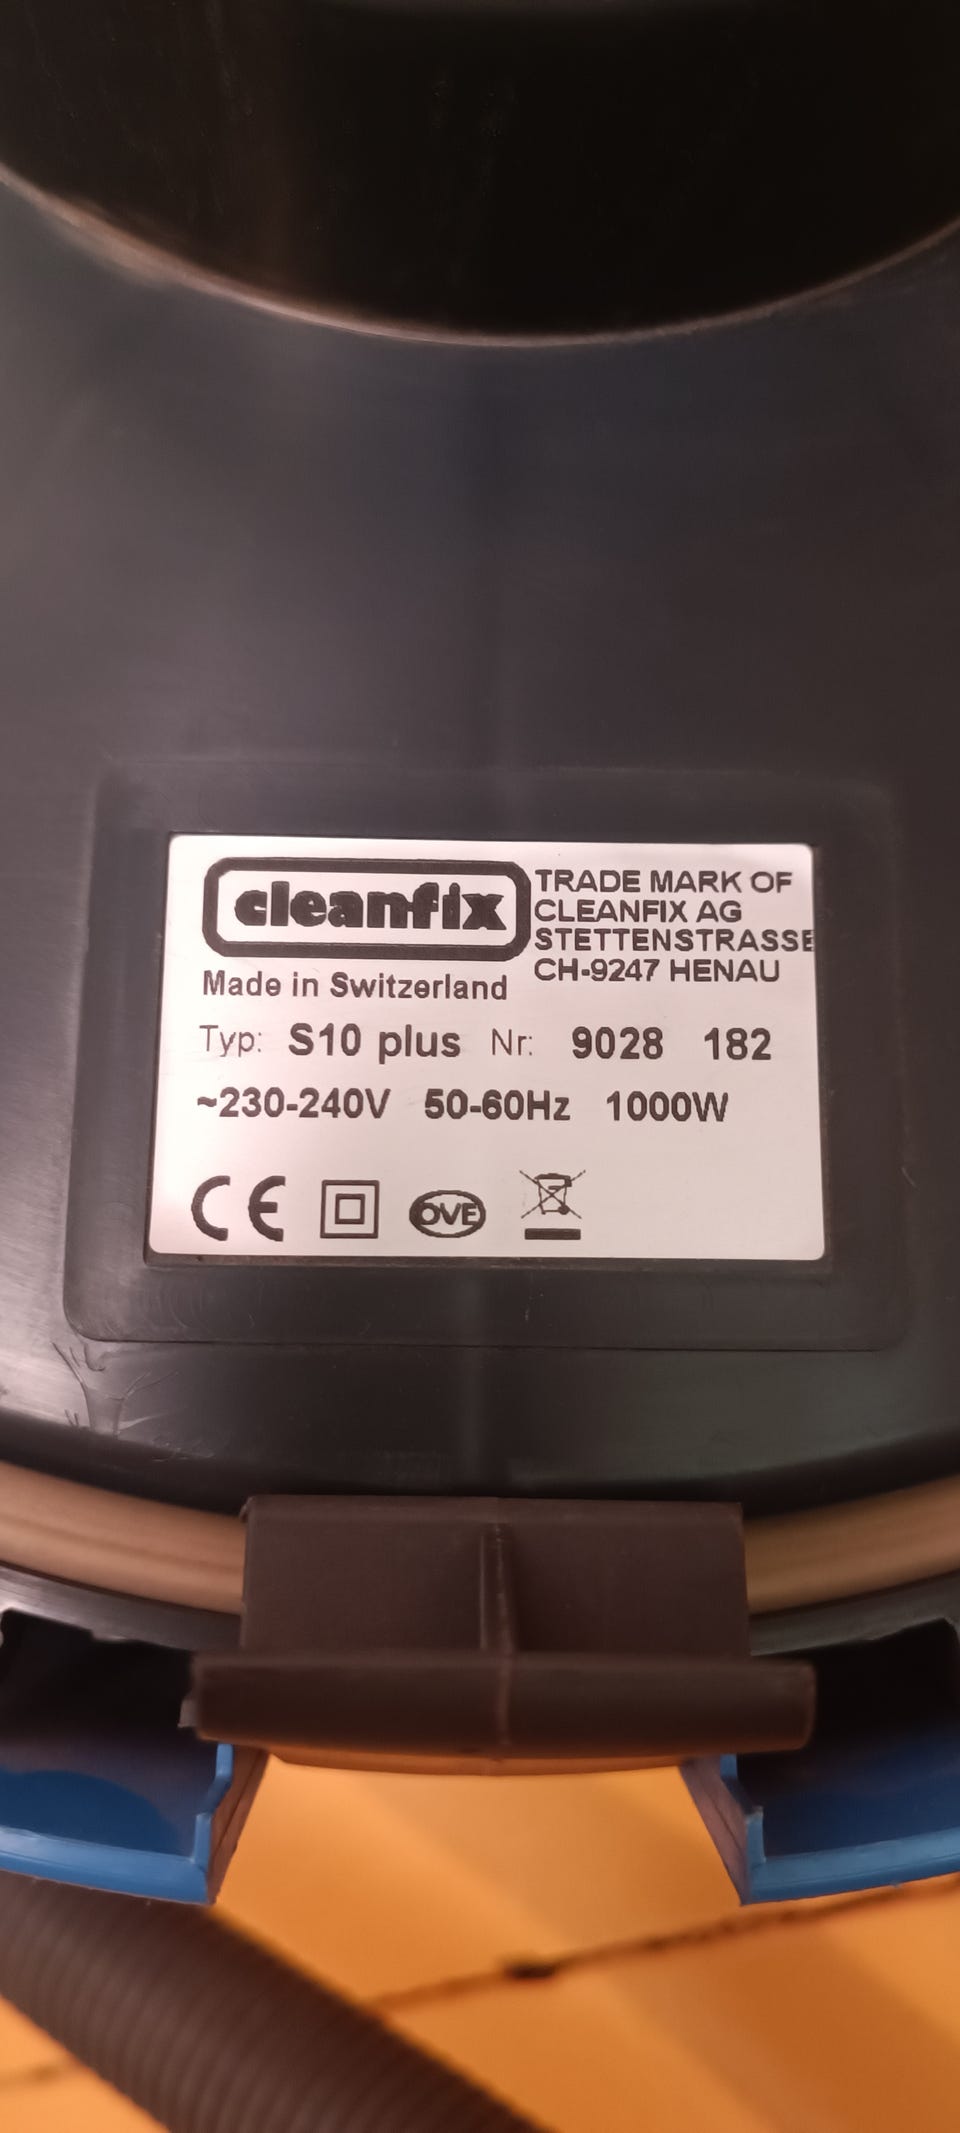 cleanfix
TRADE MARK OF
CLEANFIX AG
STETTENSTRASSE
CH-9247 HENAU
Made in Switzerland
Typ: S10 plus Nr: 9028 182
~230-240V 50-60Hz 1000W
CE OVE